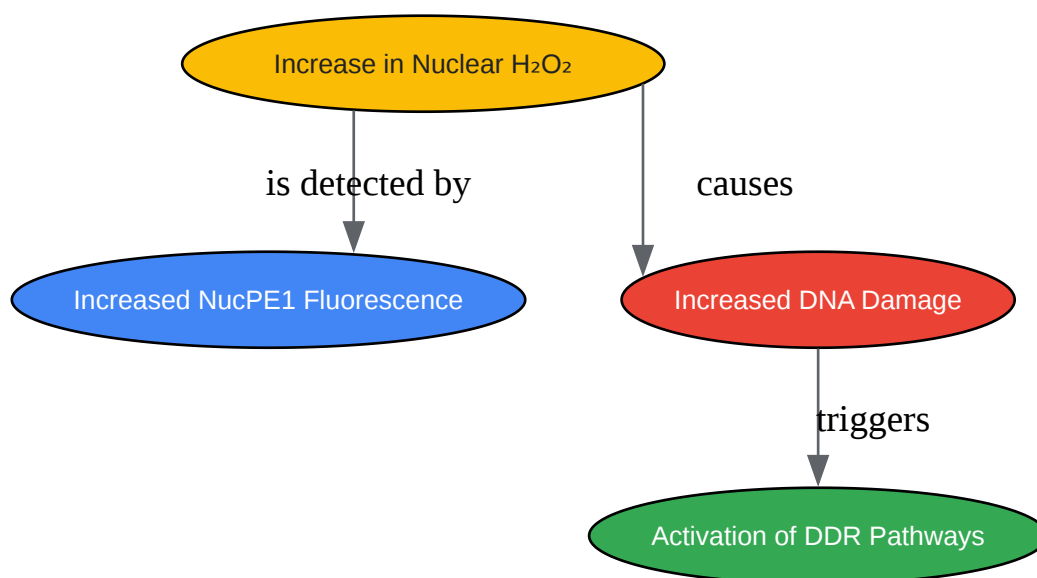 Increase in Nuclear H₂O₂
is detected by
causes
Increased NucPE1 Fluorescence
Increased DNA Damage
triggers
Activation of DDR Pathways